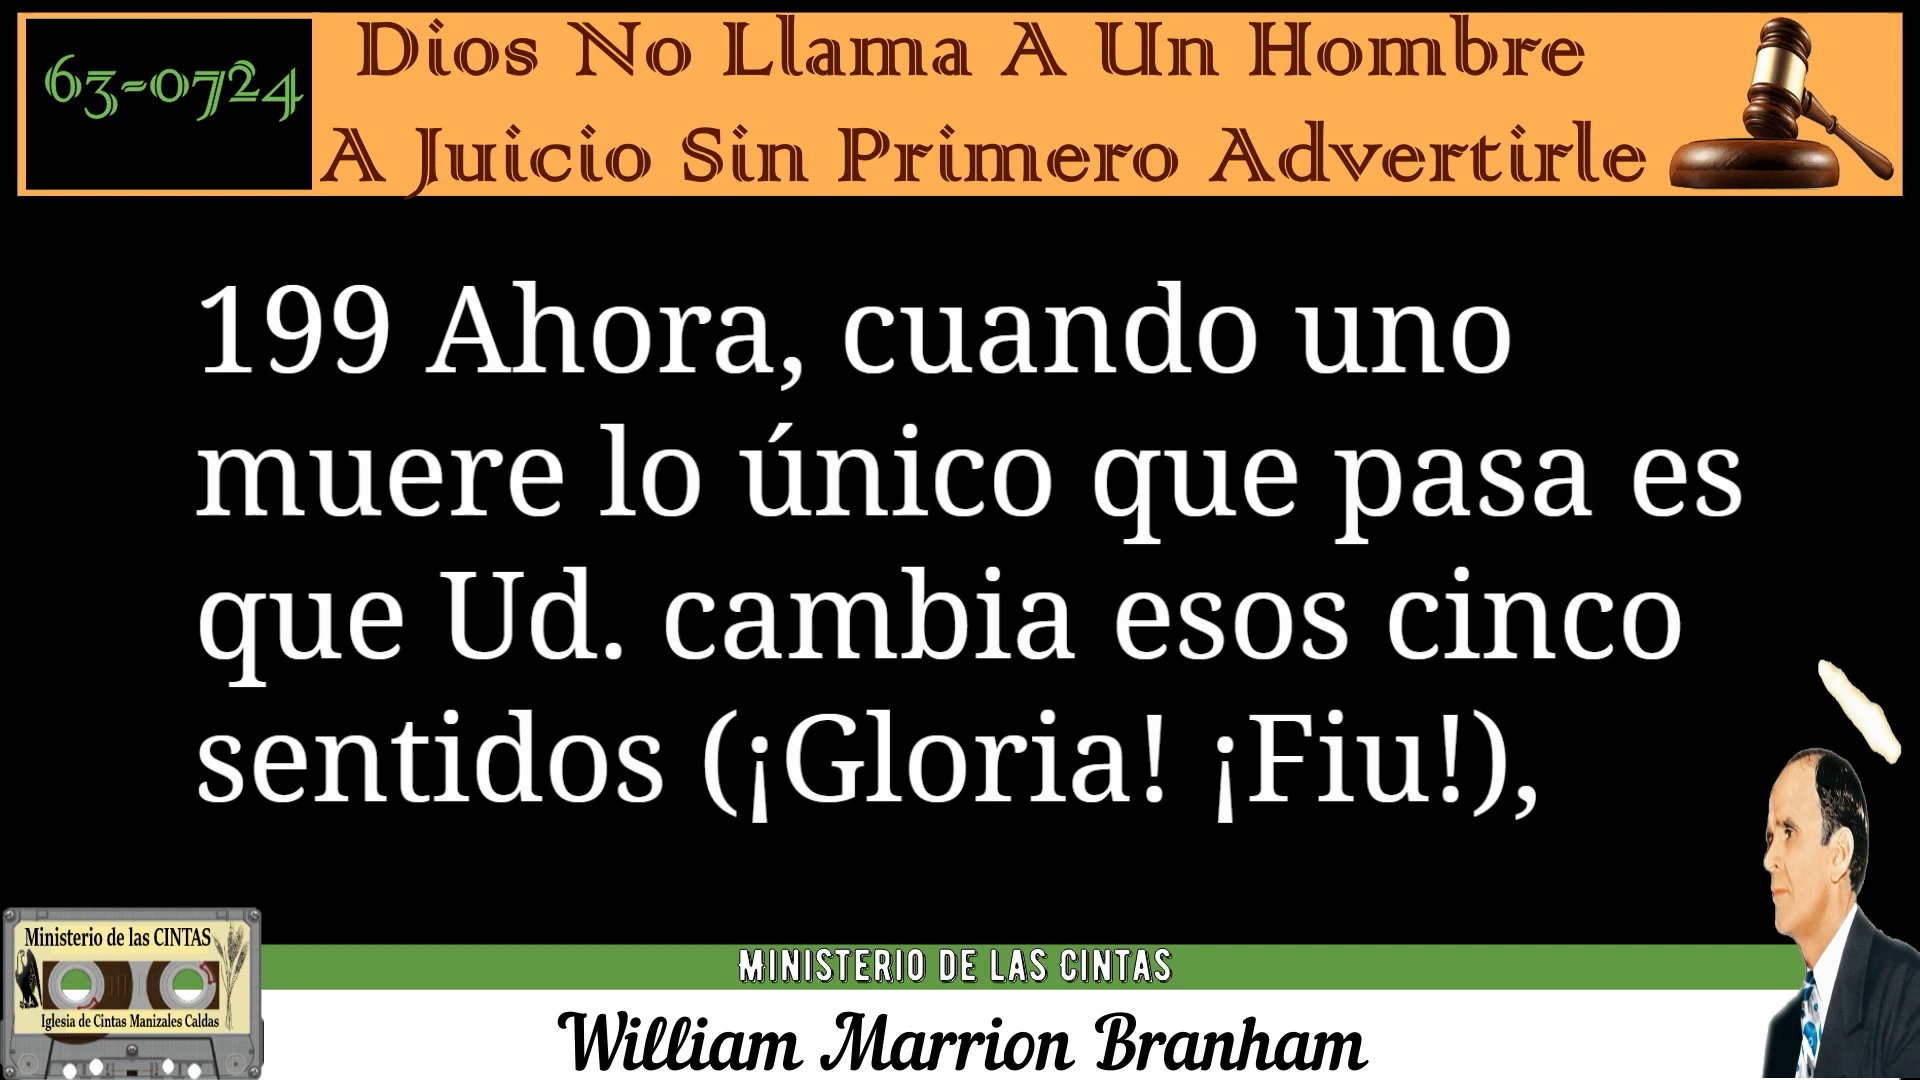 63-0724
Dios No Llama A Un Hombre
A Juicio Sin Primero Advertirle
199 Ahora, cuando uno
muere lo único que pasa es
que Ud. cambia esos cinco
sentidos (¡Gloria! ¡Fiu!),
Ministerio de las CINTAS
Iglesia de Cintas Manizales Caldas
MINISTERIO DE LAS CINTAS
William Marrion Branham